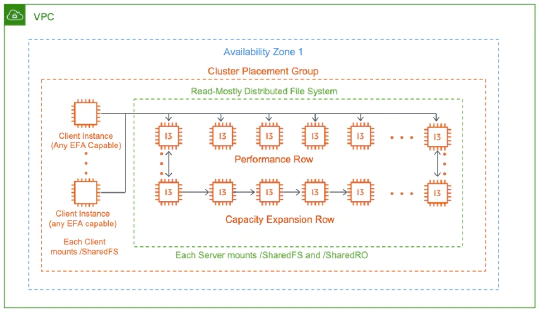 VPC
Availability Zone 1
Cluster Placement Group
Read-Mostly Distributed File System
Client Instance
(Any EFA Capable)
I3 I3 I3 I3 I3 I3
Performance Row
I3 I3 I3 I3 I3 I3
Client Instance
(any EFA capable)
Capacity Expansion Row
Each Client
mounts /SharedFS
Each Server mounts /SharedFS and /SharedRO